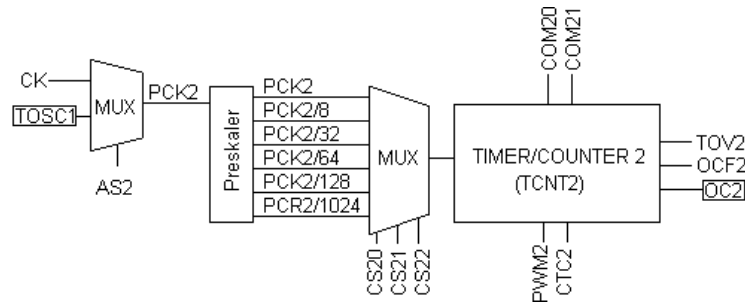 COM20
COM21
CK
TOSC1
MUX
PCK2
AS2
Preskaler
PCK2
PCK2/8
PCK2/32
PCK2/64
PCK2/128
PCR2/1024
MUX
CS20
CS21
CS22
TIMER/COUNTER 2
(TCNT2)
TOV2
OCF2
OC2
PWM2
CTC2